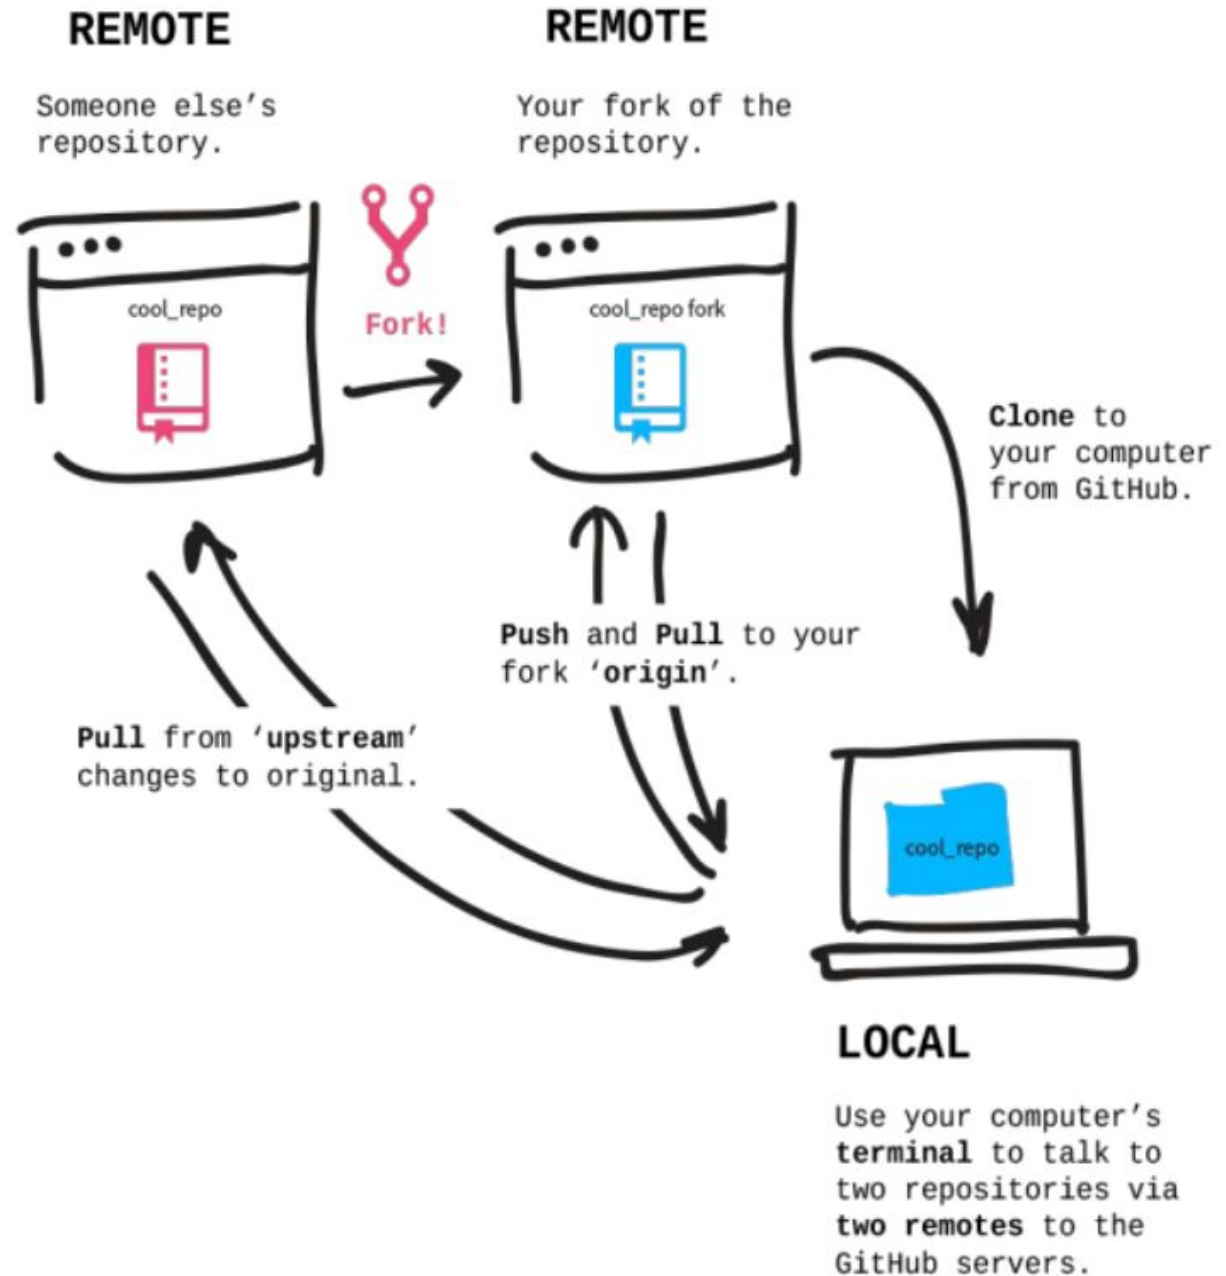 REMOTE
Someone else’s
repository.
REMOTE
Your fork of the
repository.
cool_repo
Fork!
cool_repo fork
Clone to
your computer
from GitHub.
Push and Pull to your
fork ‘origin’.
Pull from ‘upstream’
changes to original.
cool_repo
LOCAL
Use your computer’s
terminal to talk to
two repositories via
two remotes to the
GitHub servers.